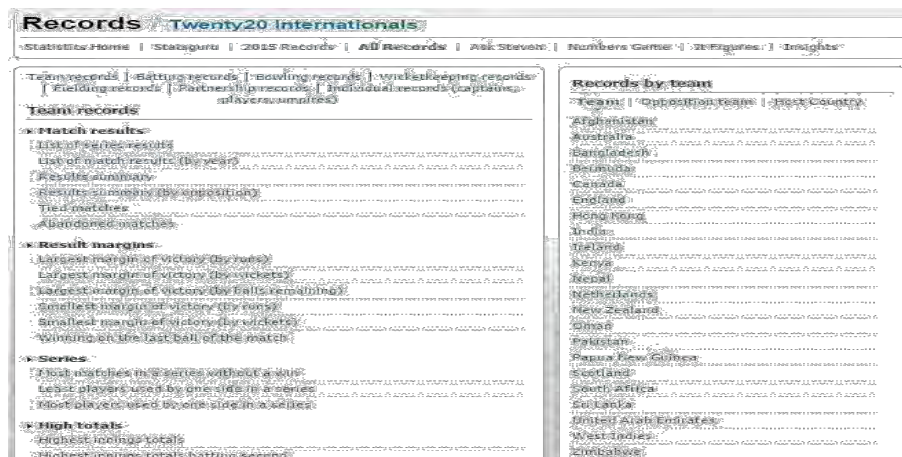 Records / Twenty20 Internationals
Statistics Home | Statsguru | 2015 Records | All Records | Ask Steven | Numbers Game | It Figures | Insights
Team records | Batting records | Bowling records | Wicketkeeping records
| Fielding records | Partnership records | Individual records (captains,
players, umpires)
Team records
Match results
List of series results
List of match results (by year)
Results summary
Results summary (by opposition)
Tied matches
Abandoned matches
Result margins
Largest margin of victory (by runs)
Largest margin of victory (by wickets)
Largest margin of victory (by balls remaining)
Smallest margin of victory (by runs)
Smallest margin of victory (by wickets)
Winning on the last ball of the match
Series
Most matches in a series without a win
Least players used by one side in a series
Most players used by one side in a series
High totals
Highest innings totals
Highest innings totals batting second
Records by team
Team | Opposition team | Host Country
Afghanistan
Australia
Bangladesh
Bermuda
Canada
England
Hong Kong
India
Ireland
Kenya
Nepal
Netherlands
New Zealand
Oman
Pakistan
Papua New Guinea
Scotland
South Africa
Sri Lanka
United Arab Emirates
West Indies
Zimbabwe